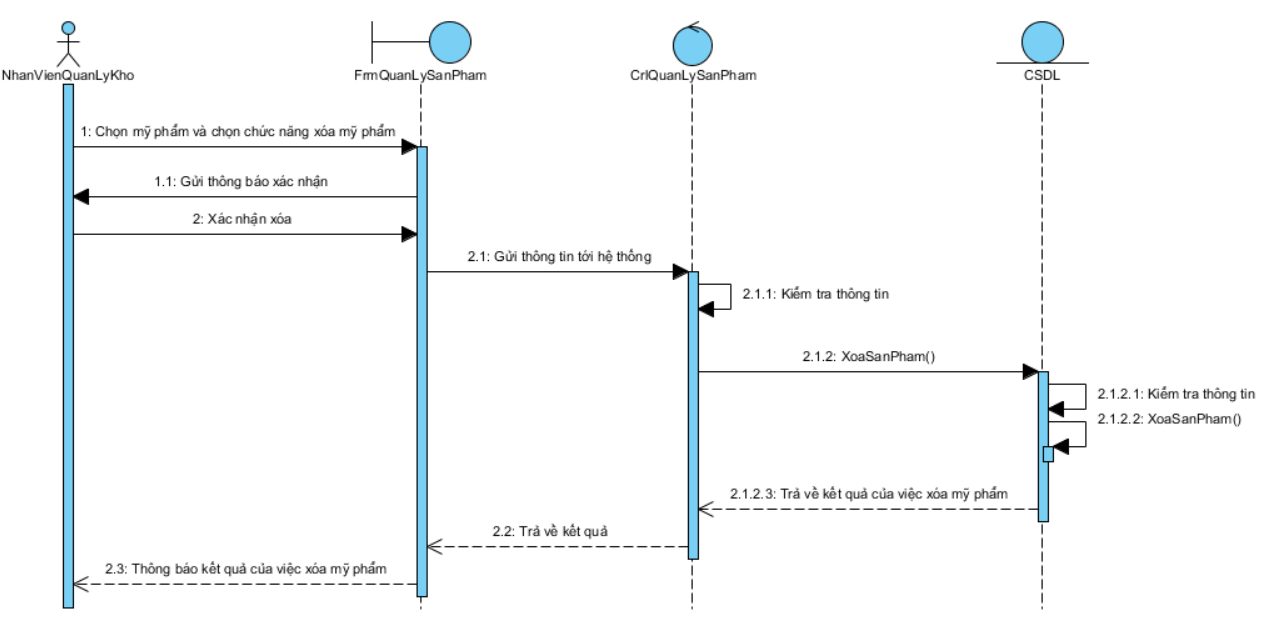 NhanVienQuanLyKho
FrmQuanLySanPham
CrlQuanLySanPham
CSDL
1: Chọn mỹ phẩm và chọn chức năng xóa mỹ phẩm
1.1: Gửi thông báo xác nhận
2: Xác nhận xóa
2.1: Gửi thông tin tới hệ thống
2.1.1: Kiểm tra thông tin
2.1.2: XoaSanPham()
2.1.2.1: Kiểm tra thông tin
2.1.2.2: XoaSanPham()
2.1.2.3: Trả về kết quả của việc xóa mỹ phẩm
2.2: Trả về kết quả
2.3: Thông báo kết quả của việc xóa mỹ phẩm